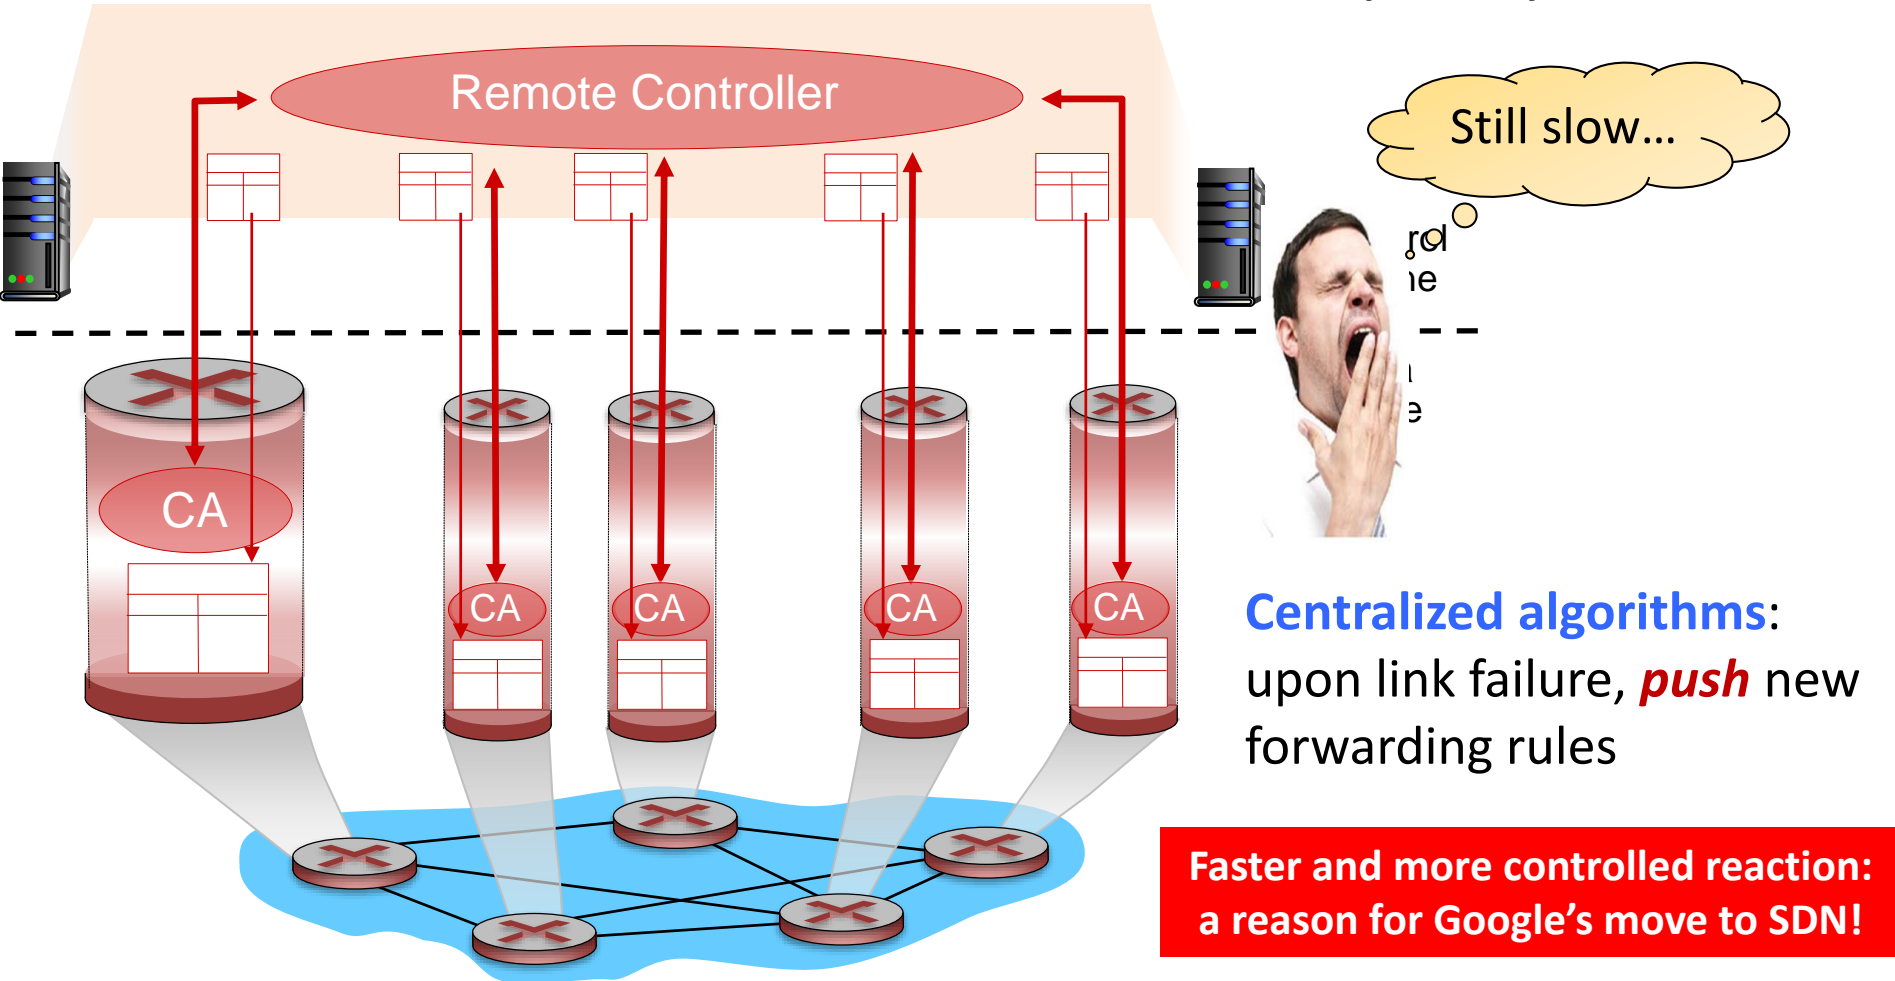 Remote Controller
Still slow...
CA
CA
CA
CA
CA
Centralized algorithms:
upon link failure, push new
forwarding rules
Faster and more controlled reaction:
a reason for Google's move to SDN!